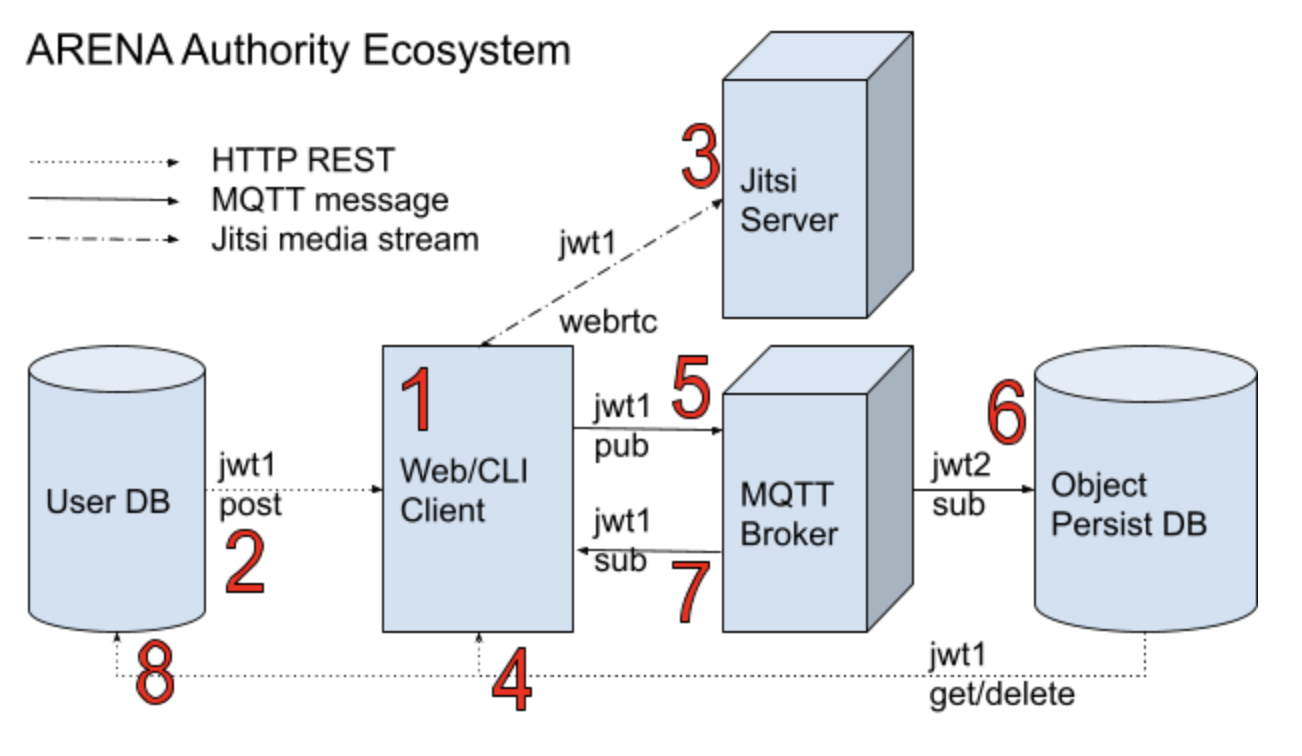 ARENA Authority Ecosystem
HTTP REST
MQTT message
Jitsi media stream
3
Jitsi
Server
jwt1
webrtc
1
Web/CLI
Client
User DB
jwt1
post
2
jwt1
pub
5
jwt1
sub
7
MQTT
Broker
jwt2
sub
6
Object
Persist DB
8
4
jwt1
get/delete